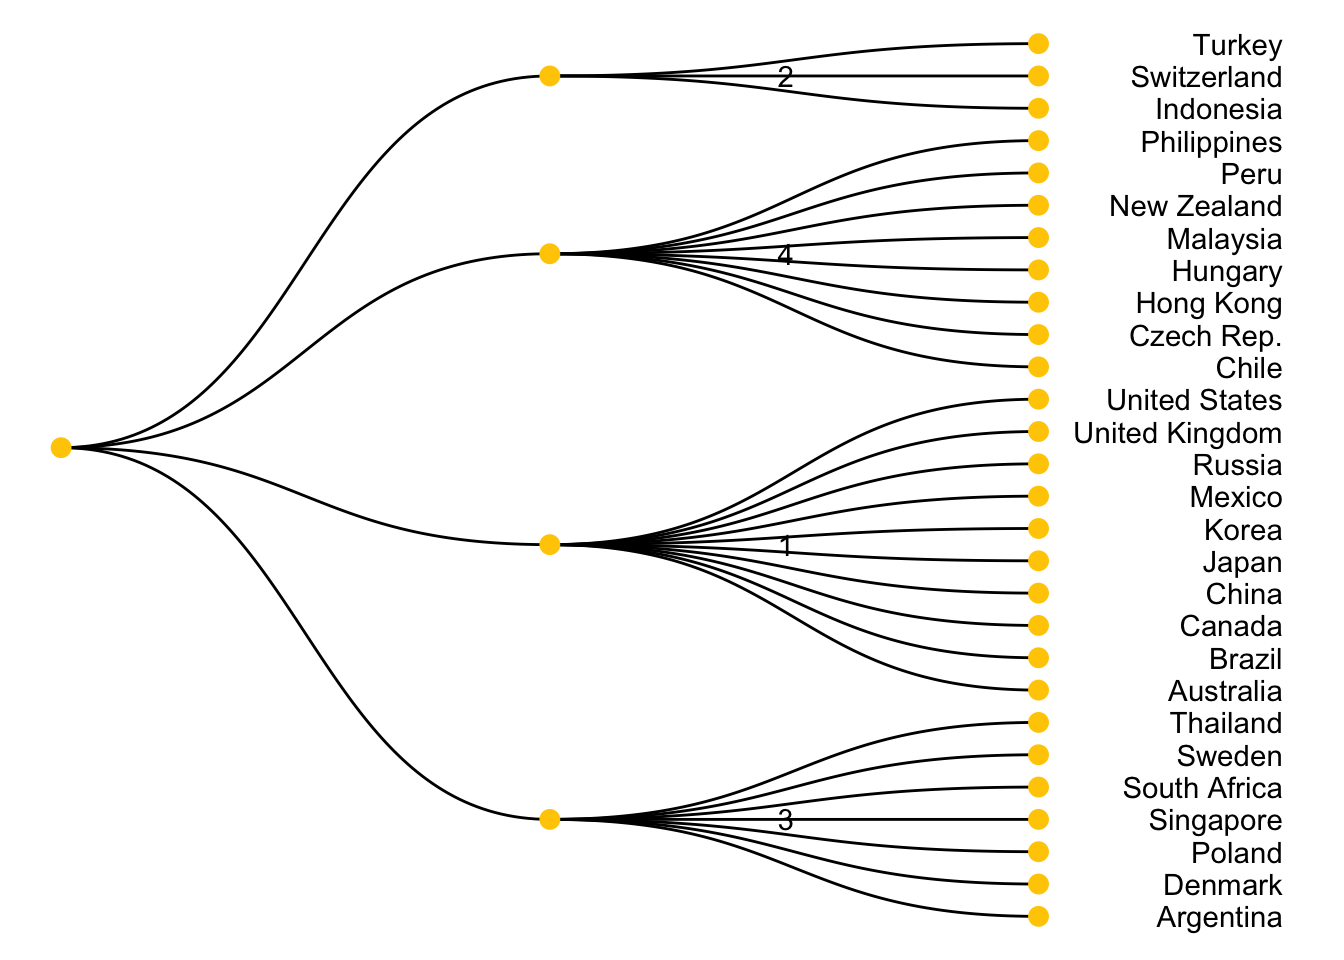 Turkey
2
Switzerland
Indonesia
Philippines
Peru
New Zealand
Malaysia
4
Hungary
Hong Kong
Czech Rep.
Chile
United States
United Kingdom
Russia
Mexico
Korea
1
Japan
China
Canada
Brazil
Australia
Thailand
Sweden
South Africa
3
Singapore
Poland
Denmark
Argentina